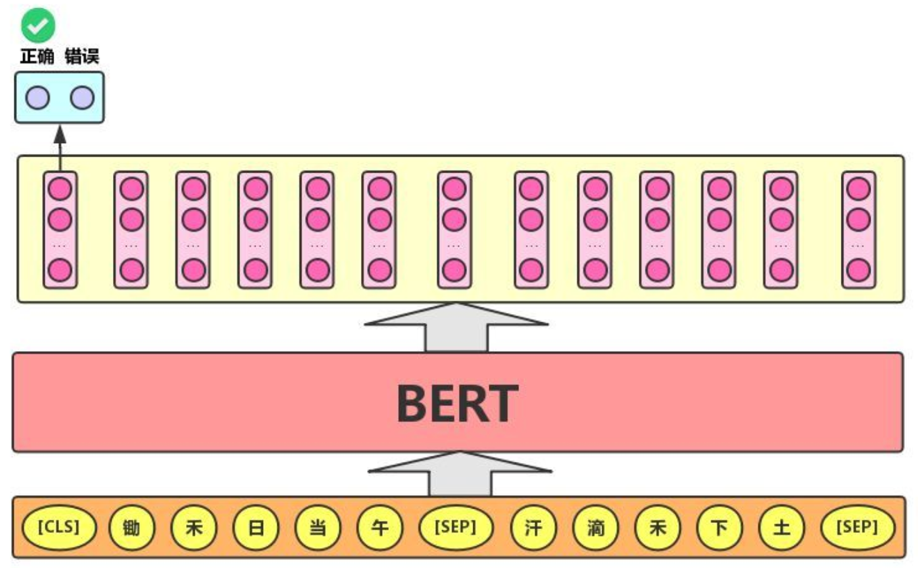 正确 错误
... ... ... ... ... ... ... ... ... ... ... ... ...
BERT
[CLS] 锄 禾 日 当 午 [SEP] 汗 滴 禾 下 土 [SEP]